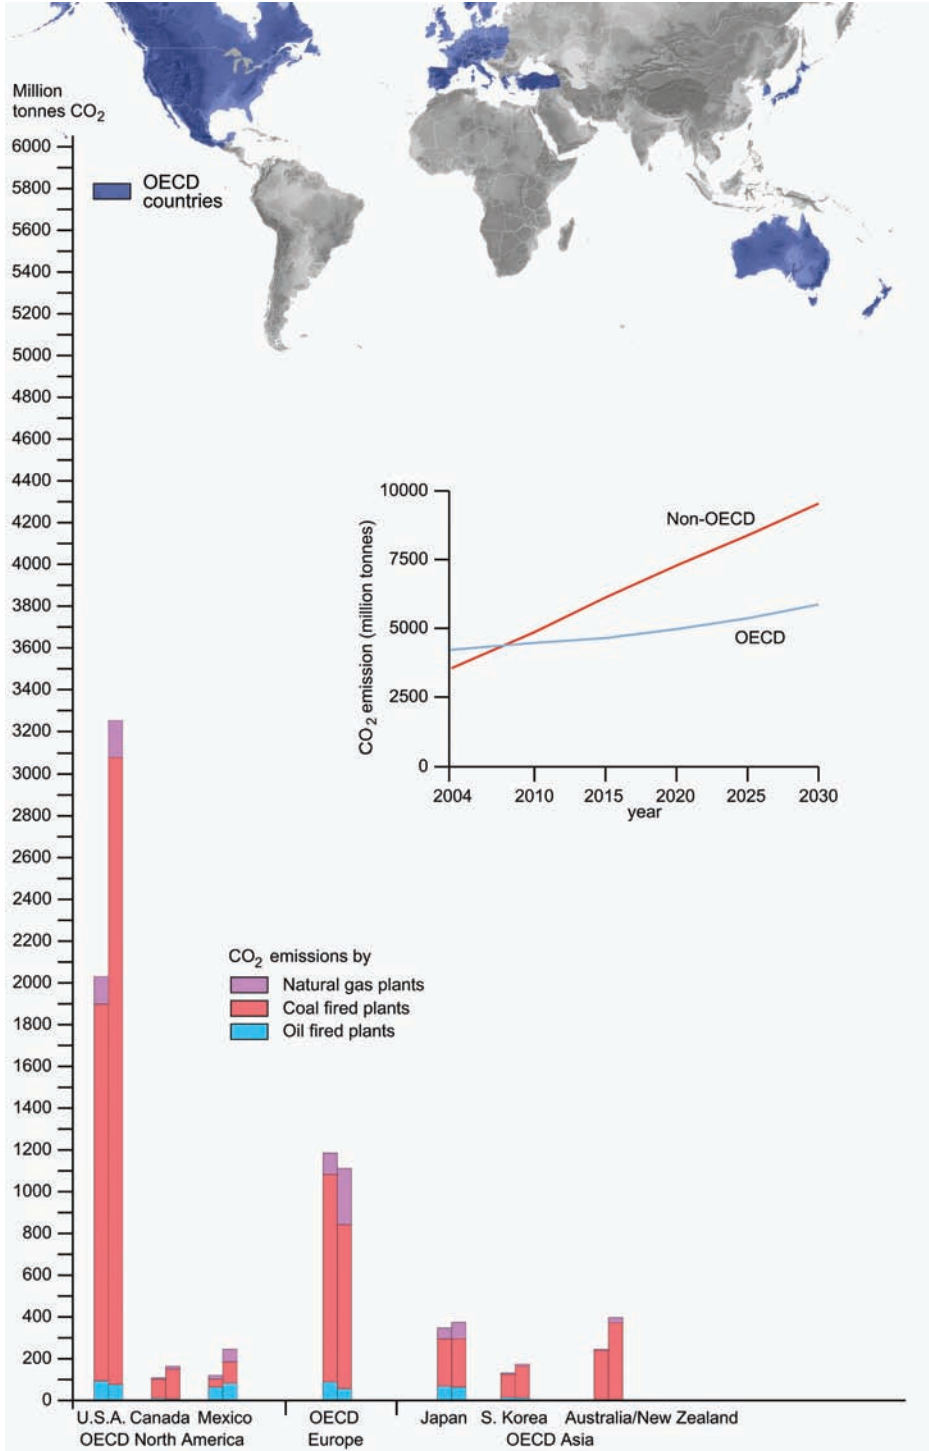 Million
tonnes CO2
6000
5800
5600
5400
5200
5000
4800
4600
4400
4200
4000
3800
3600
3400
3200
3000
2800
2600
2400
2200
2000
1800
1600
1400
1200
1000
800
600
400
200
0
OECD
countries
CO2 emission (million tonnes)
10000
7500
5000
2500
0
Non-OECD
OECD
2004 2010 2015 2020 2025 2030
year
CO2 emissions by
Natural gas plants
Coal fired plants
Oil fired plants
U.S.A. Canada Mexico
OECD North America
OECD
Europe
Japan S. Korea Australia/New Zealand
OECD Asia